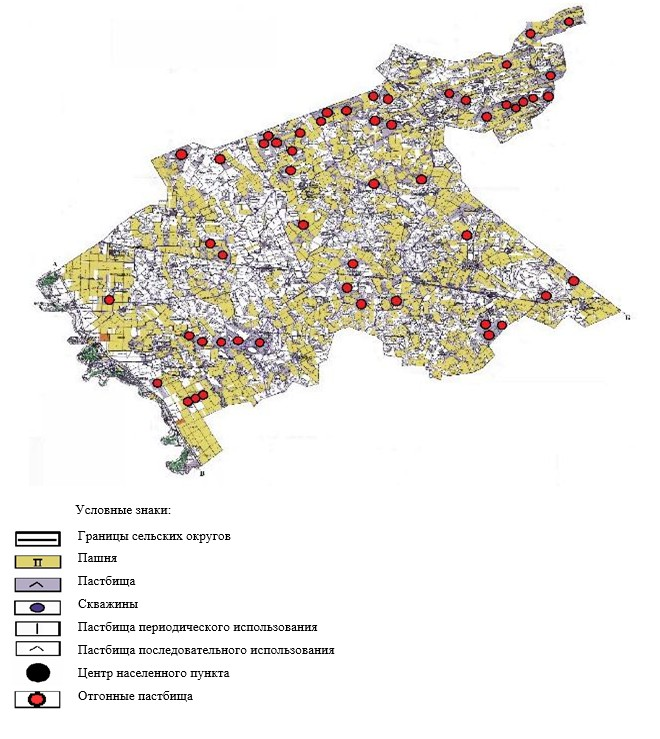 А
Б
В
Условные знаки:
Границы сельских округов
П
Пашня
Пастбища
Скважины
Пастбища периодического использования
Пастбища последовательного использования
Центр населенного пункта
Отгонные пастбища